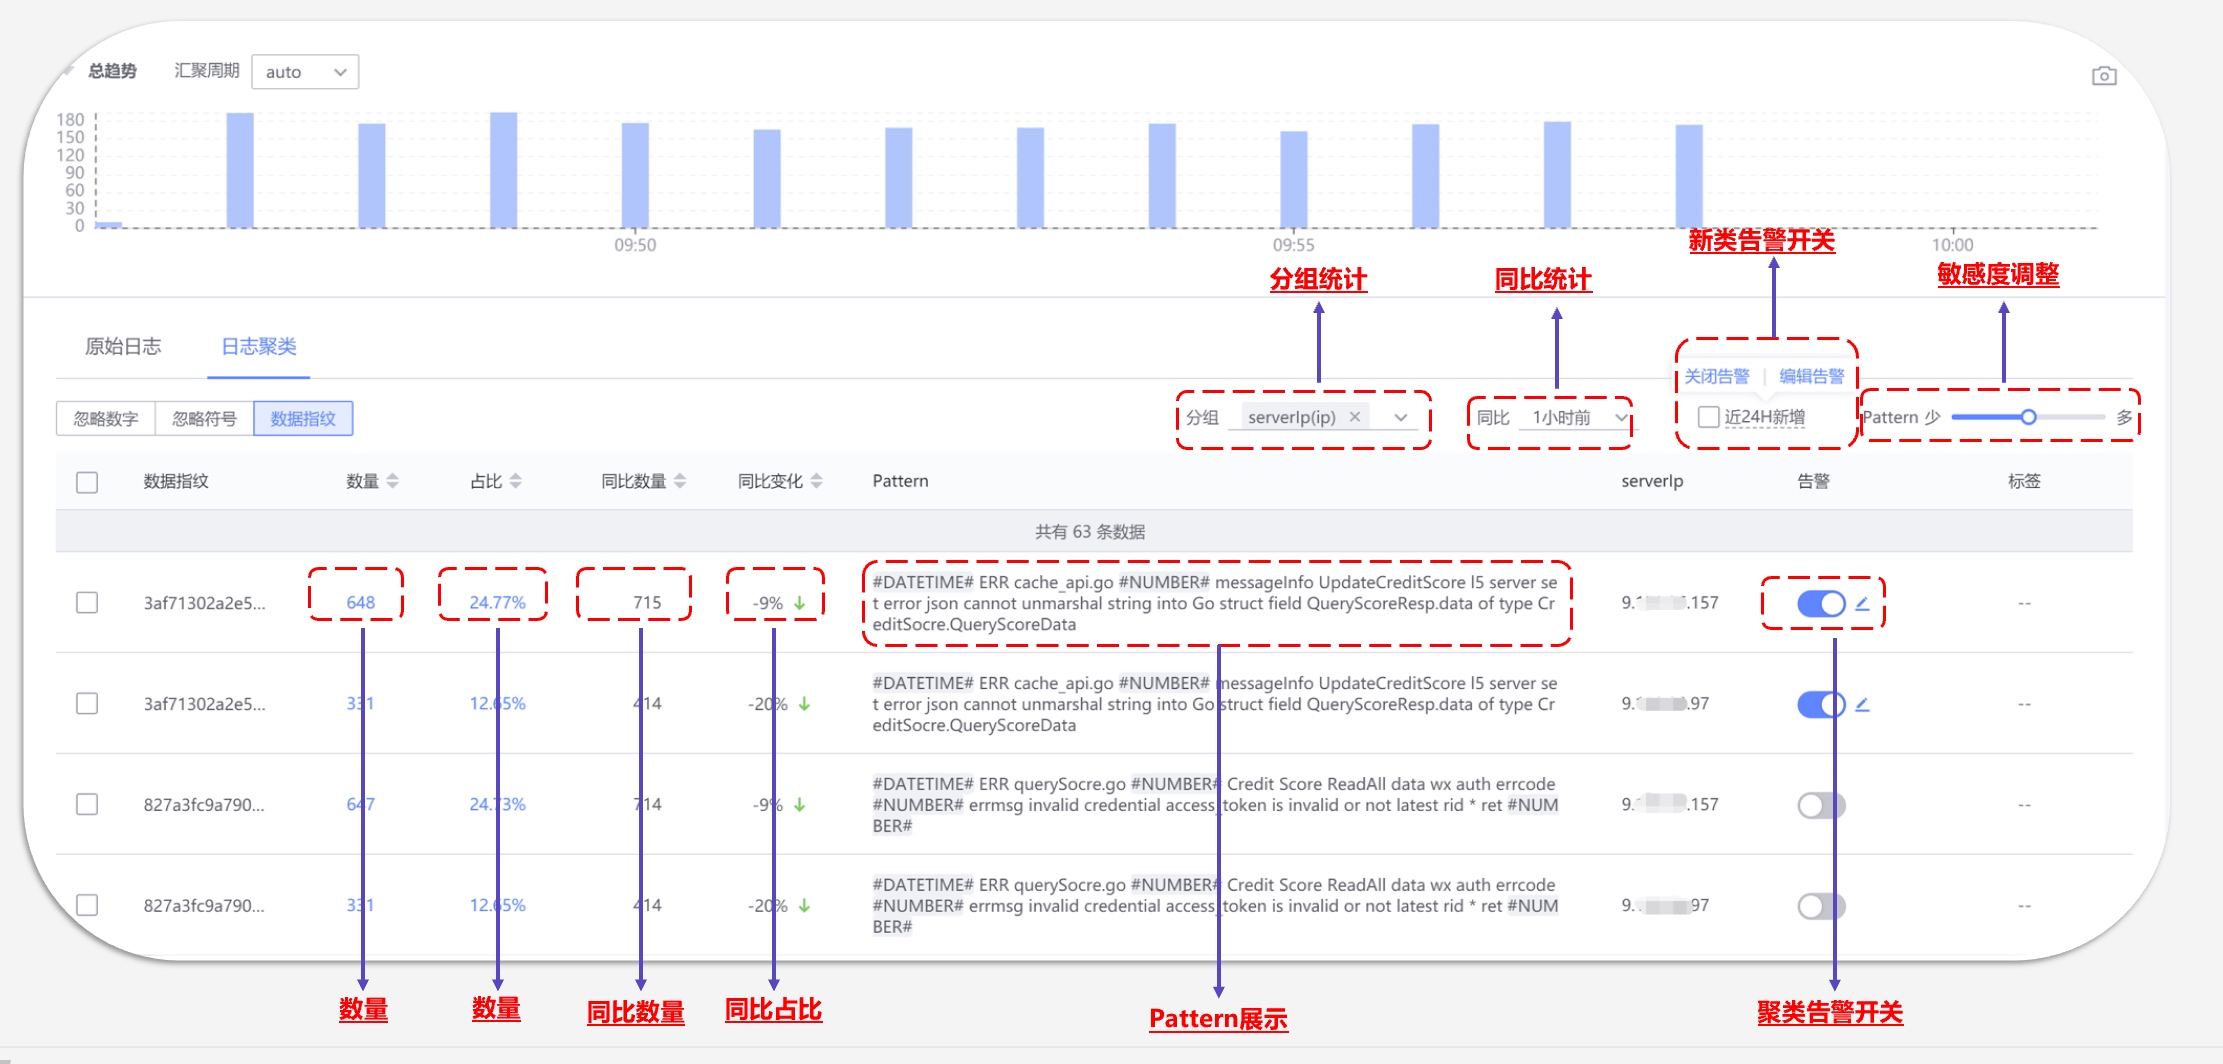 总趋势 汇聚周期 auto
180
150
120
90
60
30
0
09:50 09:55 10:00
新类告警开关
分组统计 同比统计 敏感度调整
原始日志 日志聚类
关闭告警 编辑告警
忽略数字 忽略符号 数据指纹 分组 serverIp(ip) 同比 1小时前 近24H新增 Pattern 少 多
数据指纹 数量 占比 同比数量 同比变化 Pattern serverIp 告警 标签
共有 63 条数据
3af71302a2e5... 648 24.77% 715 -9%
#DATETIME# ERR cache_api.go #NUMBER# messageInfo UpdateCreditScore l5 server se
t error json cannot unmarshal string into Go struct field QueryScoreResp.data of type Cr
editSocre.QueryScoreData
9. .157 --
3af71302a2e5... 331 12.65% 414 -20%
#DATETIME# ERR cache_api.go #NUMBER# messageInfo UpdateCreditScore l5 server se
t error json cannot unmarshal string into Go struct field QueryScoreResp.data of type Cr
editSocre.QueryScoreData
9. .97 --
827a3fc9a790... 647 24.73% 714 -9%
#DATETIME# ERR querySocre.go #NUMBER# Credit Score ReadAll data wx auth errcode
#NUMBER# errmsg invalid credential access_token is invalid or not latest rid * ret #NUM
BER#
9. .157 --
827a3fc9a790... 331 12.65% 414 -20%
#DATETIME# ERR querySocre.go #NUMBER# Credit Score ReadAll data wx auth errcode
#NUMBER# errmsg invalid credential access_token is invalid or not latest rid * ret #NUM
BER#
9. 97 --
数量 数量 同比数量 同比占比 Pattern展示 聚类告警开关